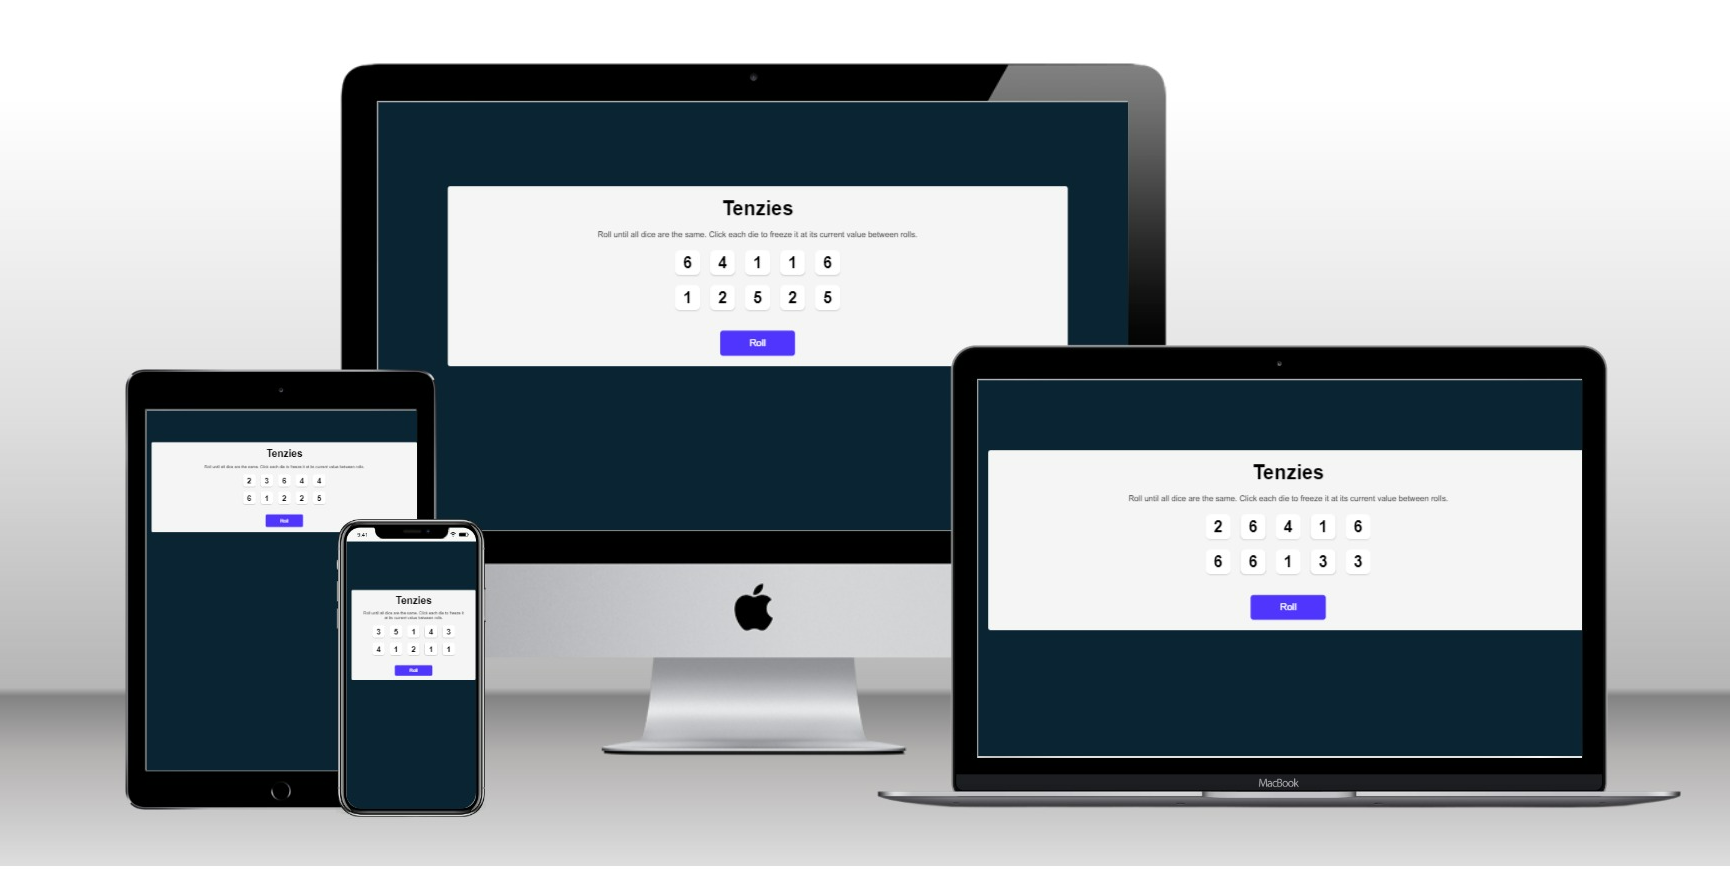 Tenzies
Roll until all dice are the same. Click each die to freeze it at its current value between rolls.
6 4 1 1 6
1 2 5 2 5
Roll
Tenzies
Roll until all dice are the same. Click each die to freeze it at its current value between rolls.
2 3 6 4 4
6 1 2 2 5
Roll
9:41
Tenzies
Roll until all dice are the same. Click each die to freeze it
at its current value between rolls.
3 5 1 4 3
4 1 2 1 1
Roll
Tenzies
Roll until all dice are the same. Click each die to freeze it at its current value between rolls.
2 6 4 1 6
6 6 1 3 3
Roll
MacBook